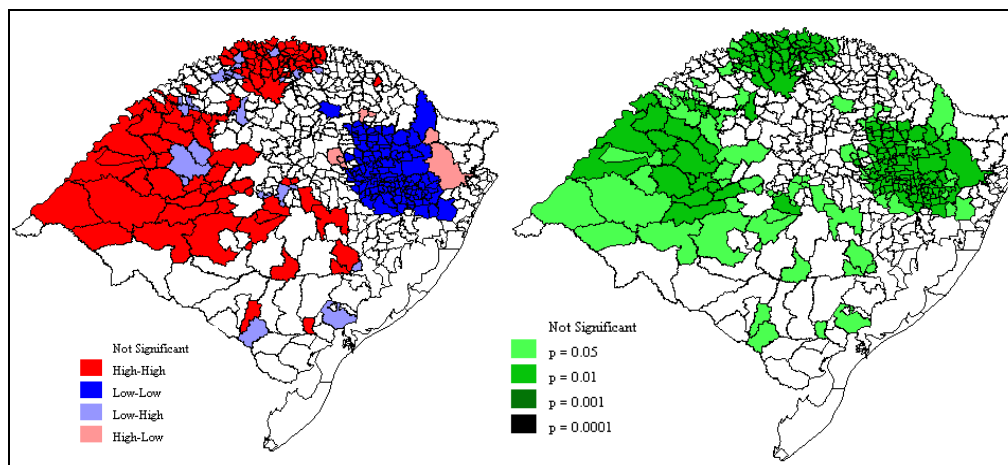 Not Significant
High-High
Low-Low
Low-High
High-Low
Not Significant
p = 0.05
p = 0.01
p = 0.001
p = 0.0001